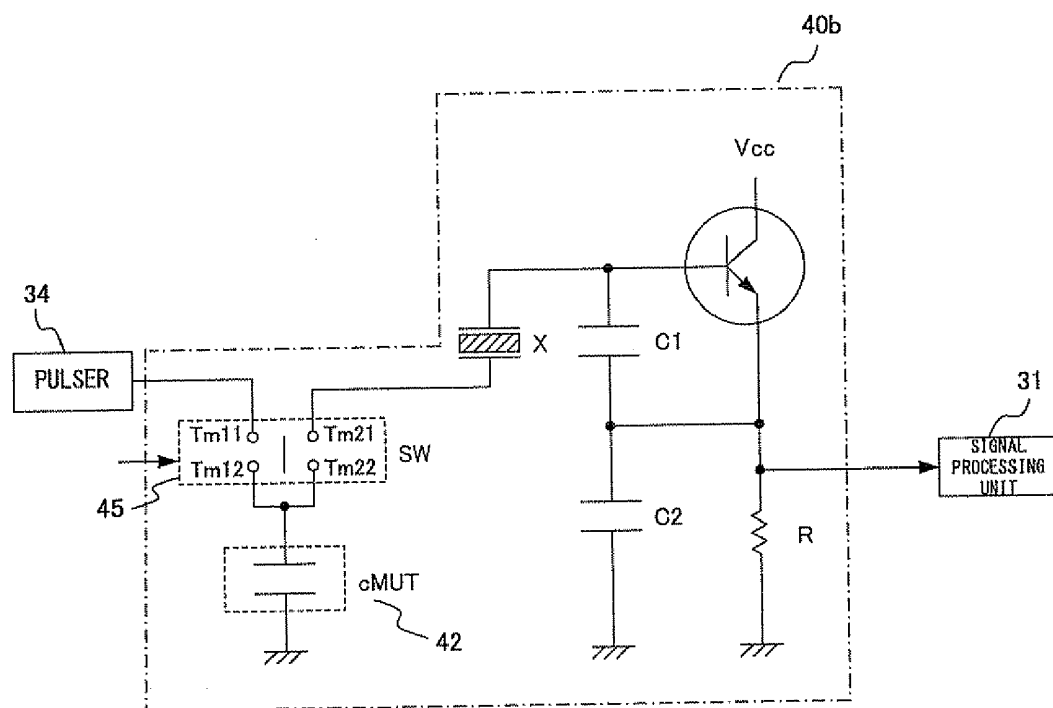 40b
Vcc
34
PULSER
X
C1
31
SIGNAL
PROCESSING
UNIT
Tm11
Tm21
SW
Tm12
Tm22
45
C2
R
cMUT
42